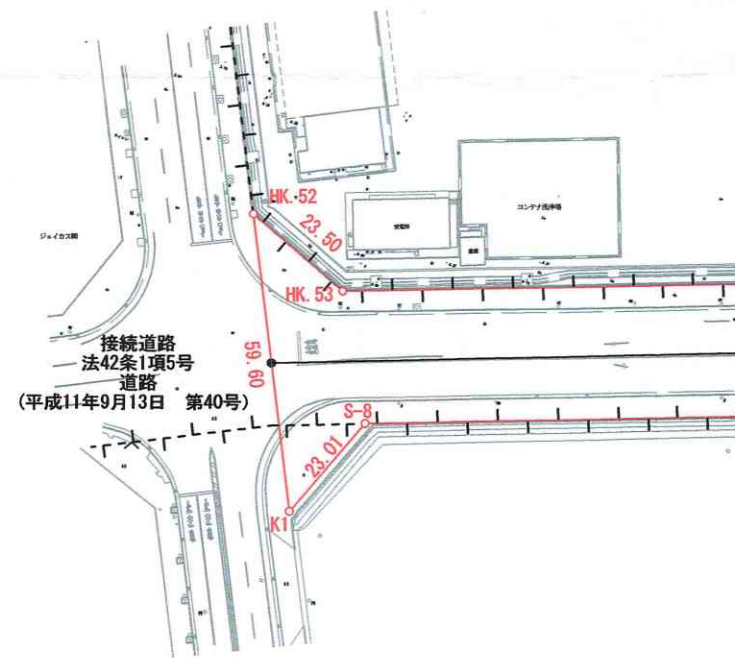 HK.52
23.50
コンテナ洗浄場
ジェイカス㈱
HK.53
接続道路
法42条1項5号
道路
(平成11年9月13日 第40号)
59.60
S-8
23.01
K1